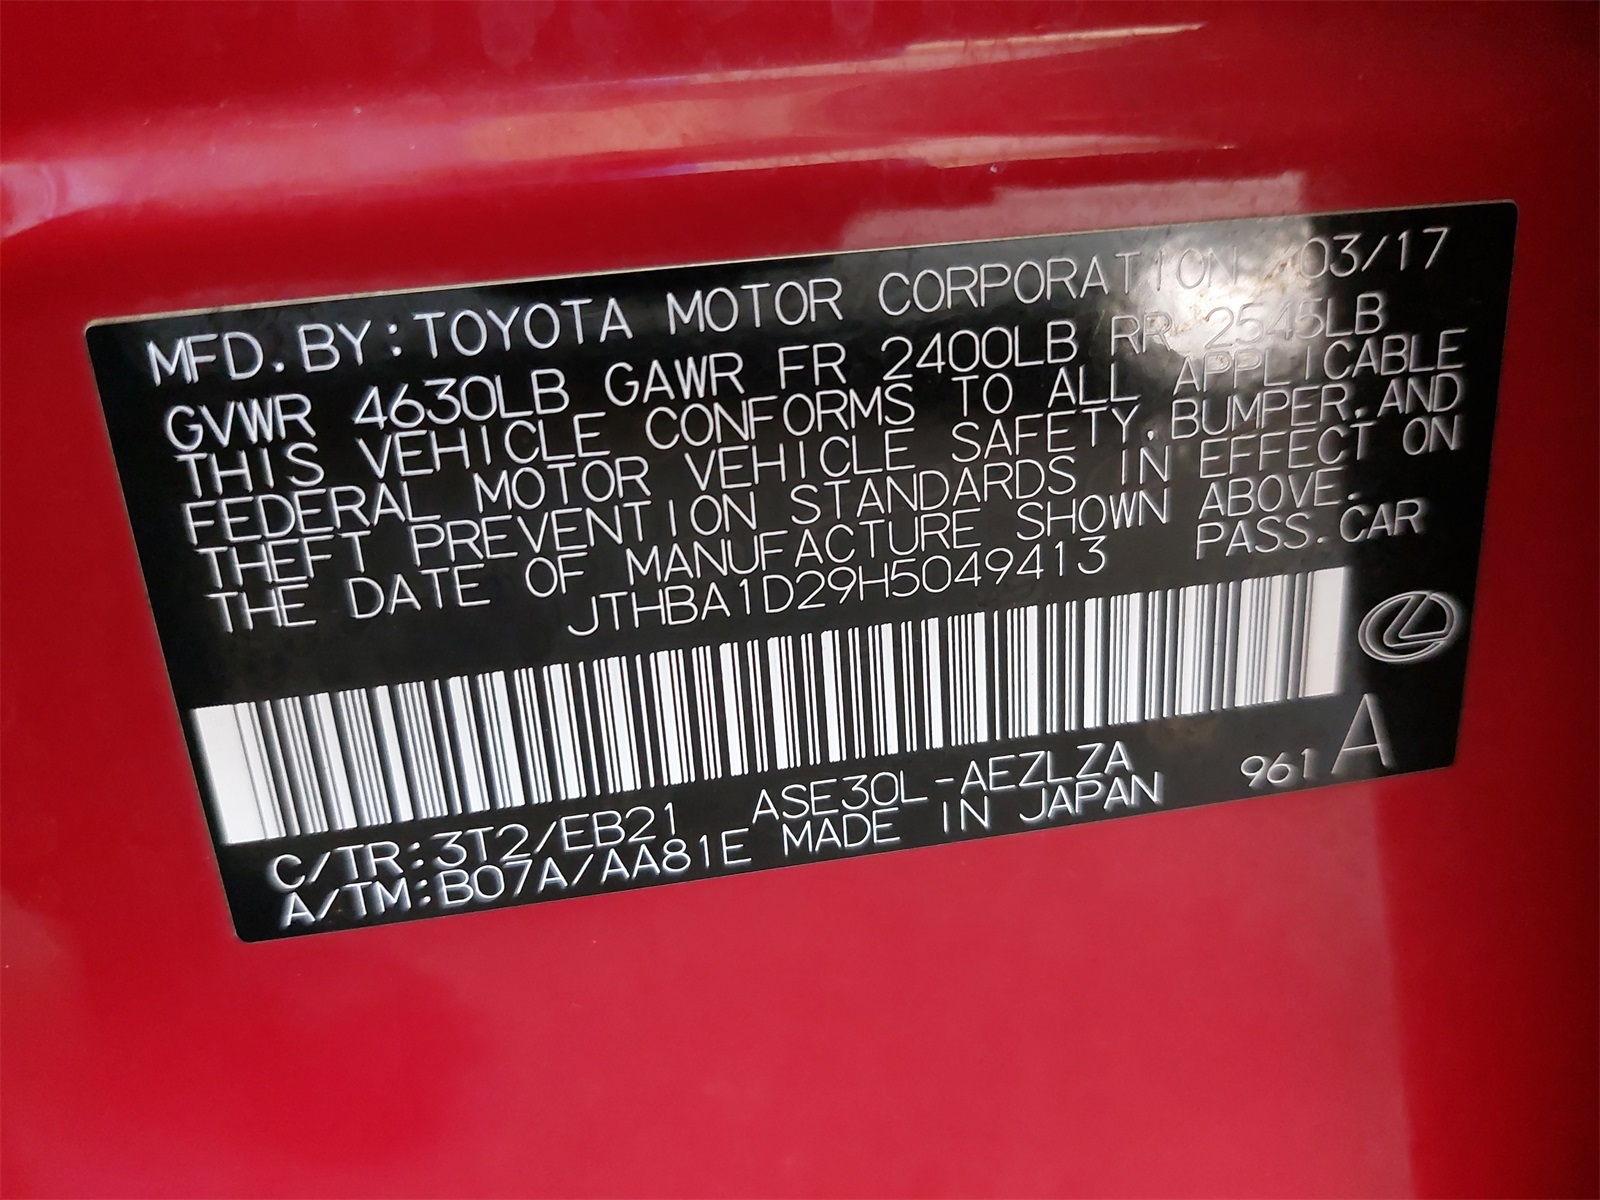 MFD. BY: TOYOTA MOTOR CORPORATION 03/17
GVWR 4630LB GAWR FR 2400LB RR 2545LB
THIS VEHICLE CONFORMS TO ALL APPLICABLE
FEDERAL MOTOR VEHICLE SAFETY, BUMPER, AND
THEFT PREVENTION STANDARDS IN EFFECT ON
THE DATE OF MANUFACTURE SHOWN ABOVE.
JTHBA1D29H5049413 PASS. CAR
C/TR: 3T2/EB21 ASE30L-AEZLZA 961 A
A/TM: B07A/AA81E MADE IN JAPAN